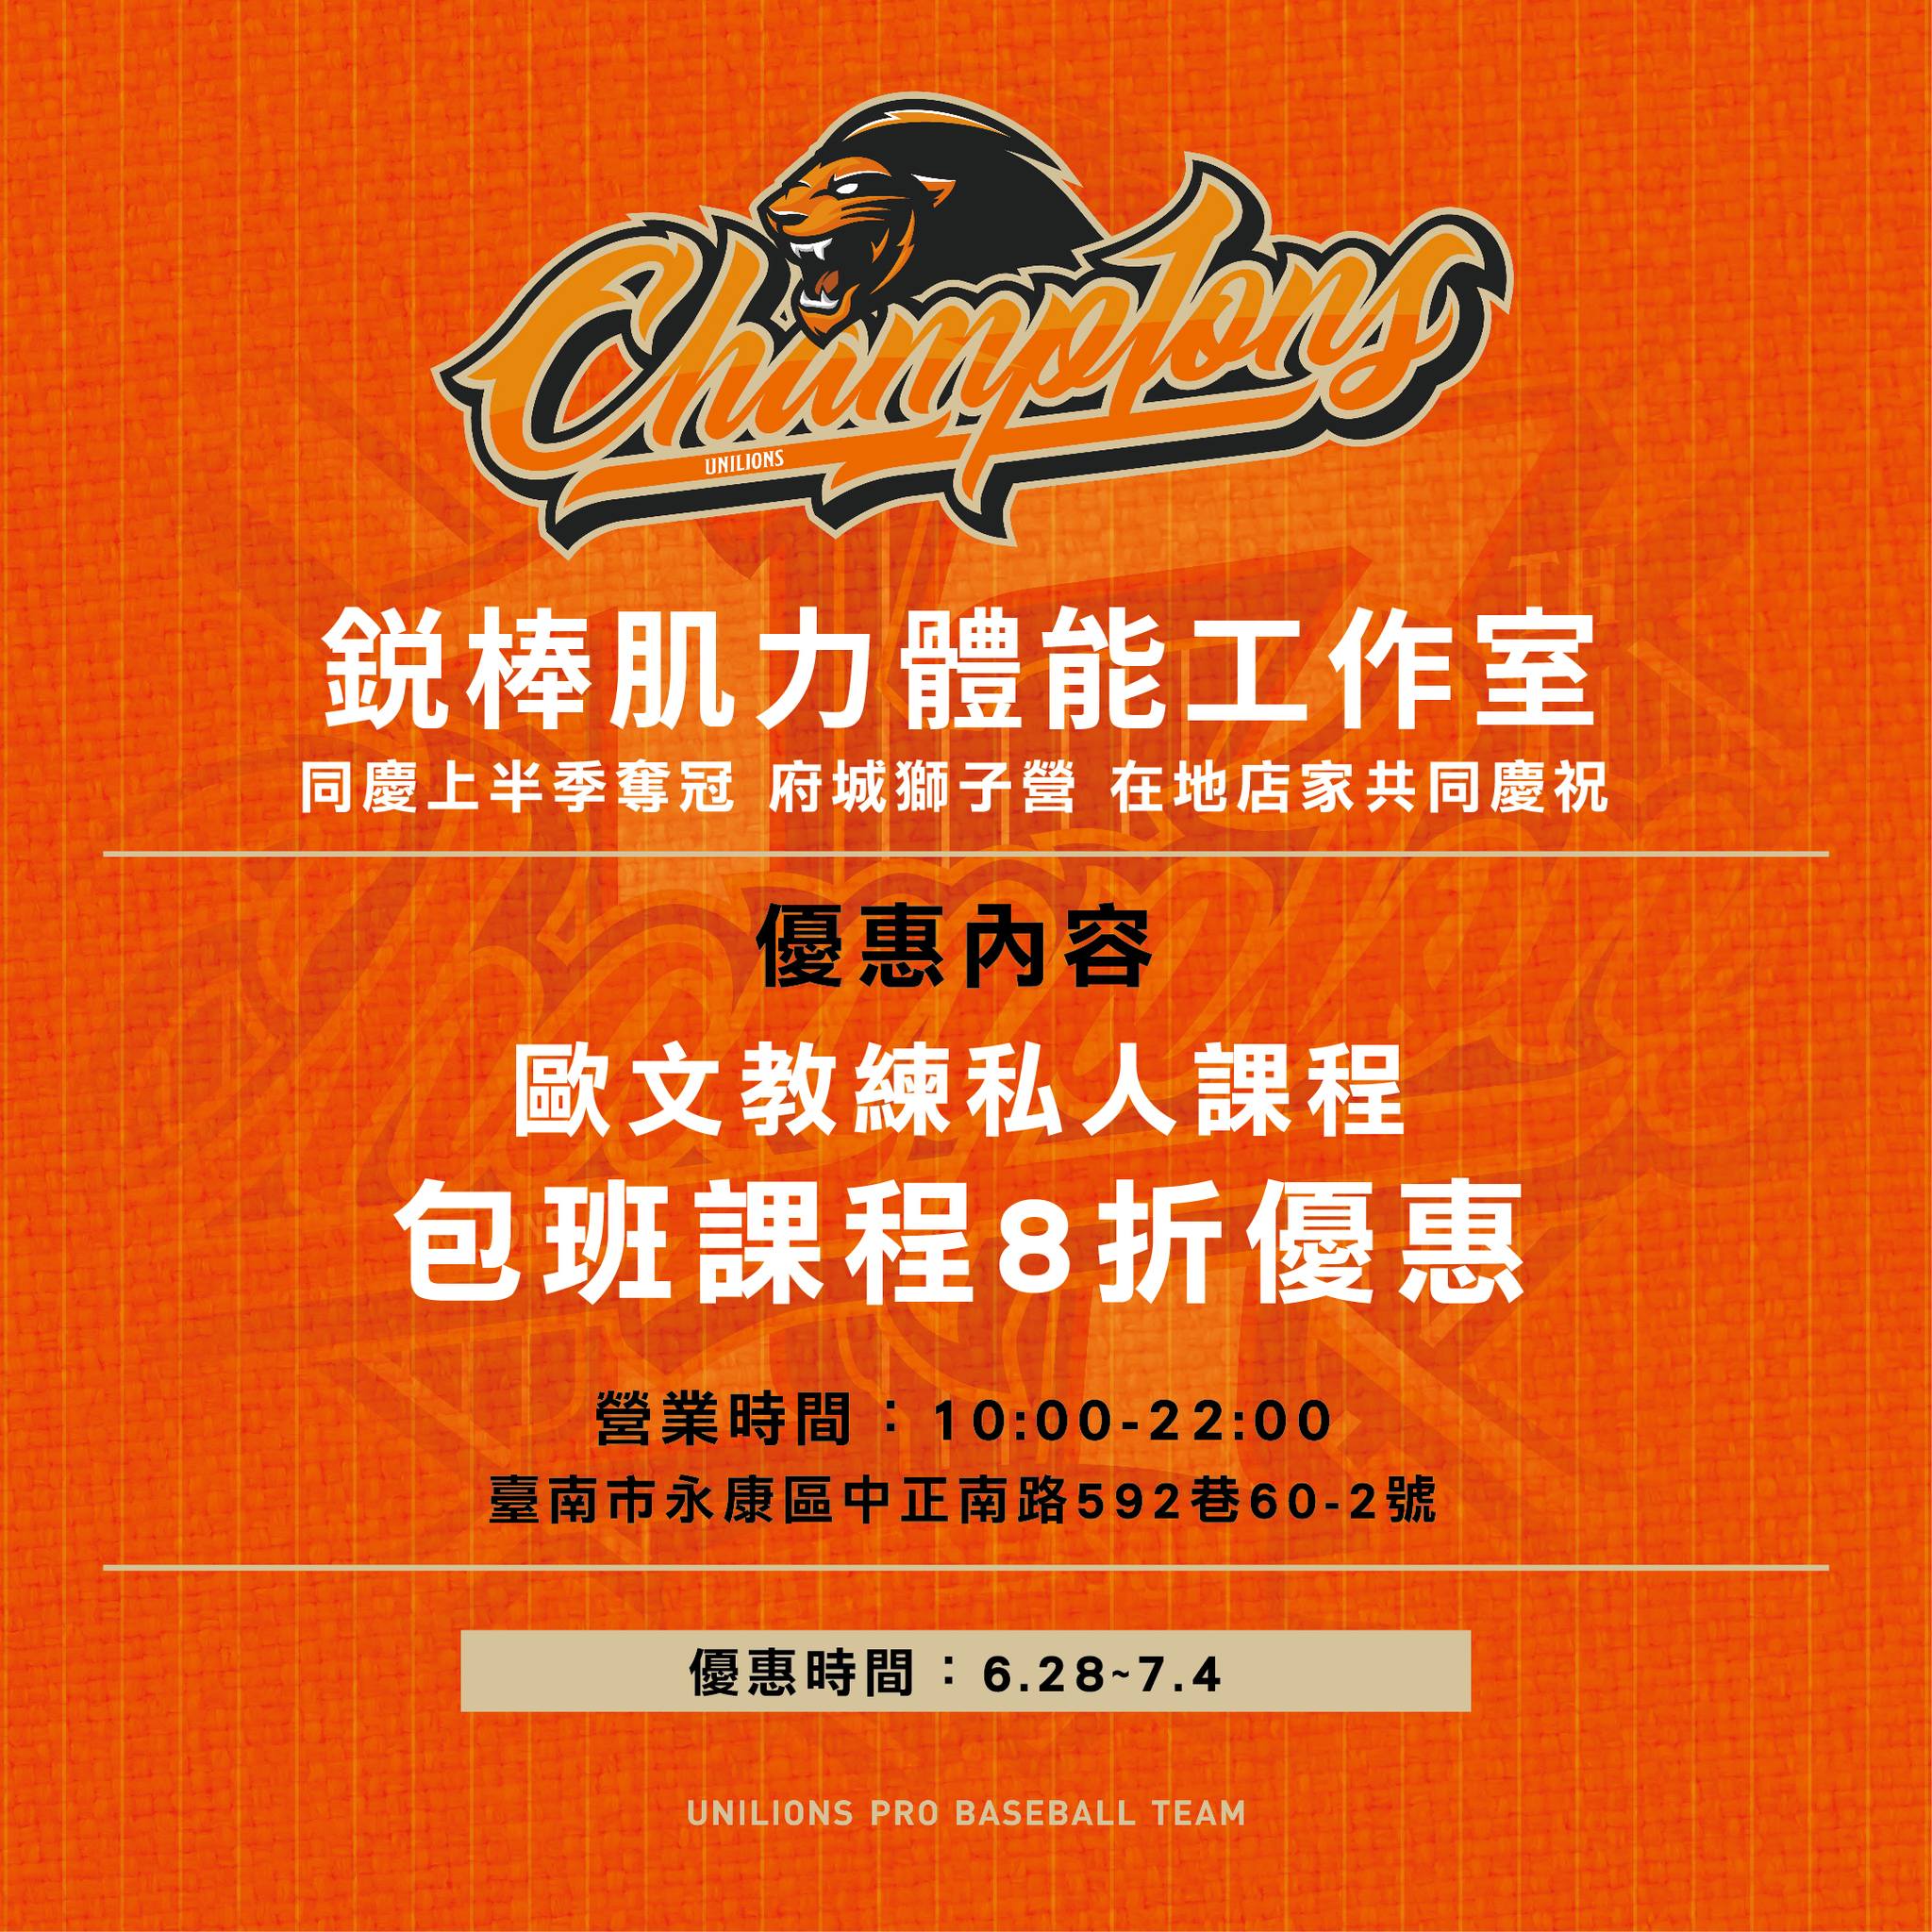 Champ1ons
UNILIONS
鋭棒肌力體能工作室
同慶上半季奪冠 府城獅子營 在地店家共同慶祝
優惠內容
歐文教練私人課程
包班課程8折優惠
營業時間：10:00-22:00
臺南市永康區中正南路592巷60-2號
優惠時間：6.28~7.4
UNILIONS PRO BASEBALL TEAM